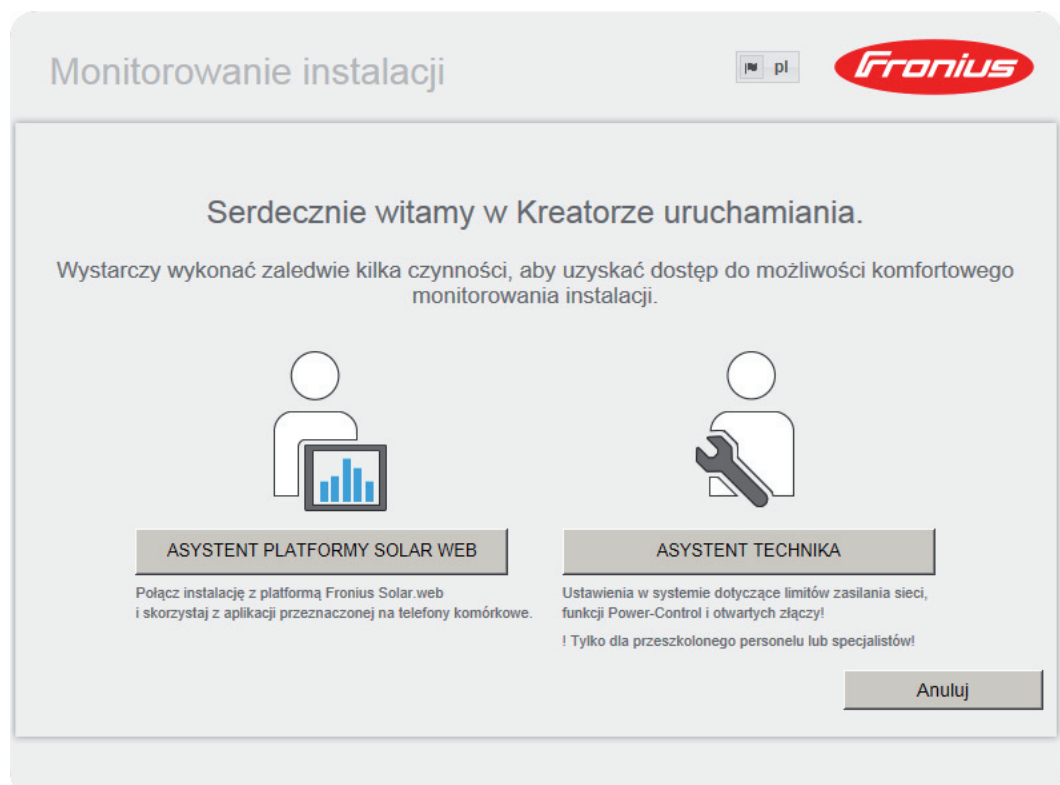 Monitorowanie instalacji
pl
Fronius
Serdecznie witamy w Kreatorze uruchamiania.
Wystarczy wykonać zaledwie kilka czynności, aby uzyskać dostęp do możliwości komfortowego
monitorowania instalacji.
ASYSTENT PLATFORMY SOLAR WEB
Połącz instalację z platformą Fronius Solar.web
i skorzystaj z aplikacji przeznaczonej na telefony komórkowe.
ASYSTENT TECHNIKA
Ustawienia w systemie dotyczące limitów zasilania sieci,
funkcji Power-Control i otwartych złączy!
! Tylko dla przeszkolonego personelu lub specjalistów!
Anuluj